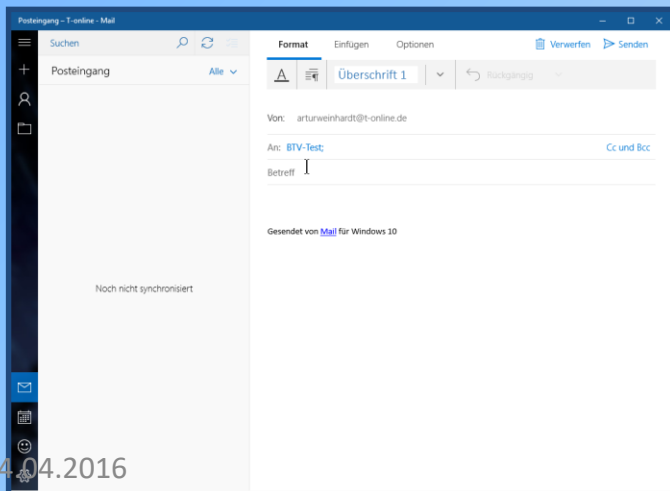 Posteingang – T-online - Mail
Suchen
Posteingang
Alle
Noch nicht synchronisiert
Format Einfügen Optionen
Verwerfen Senden
A Überschrift 1 Rückgängig
Von: arturweinhardt@t-online.de
An: BTV-Test; Cc und Bcc
Betreff
Gesendet von Mail für Windows 10
4.04.2016